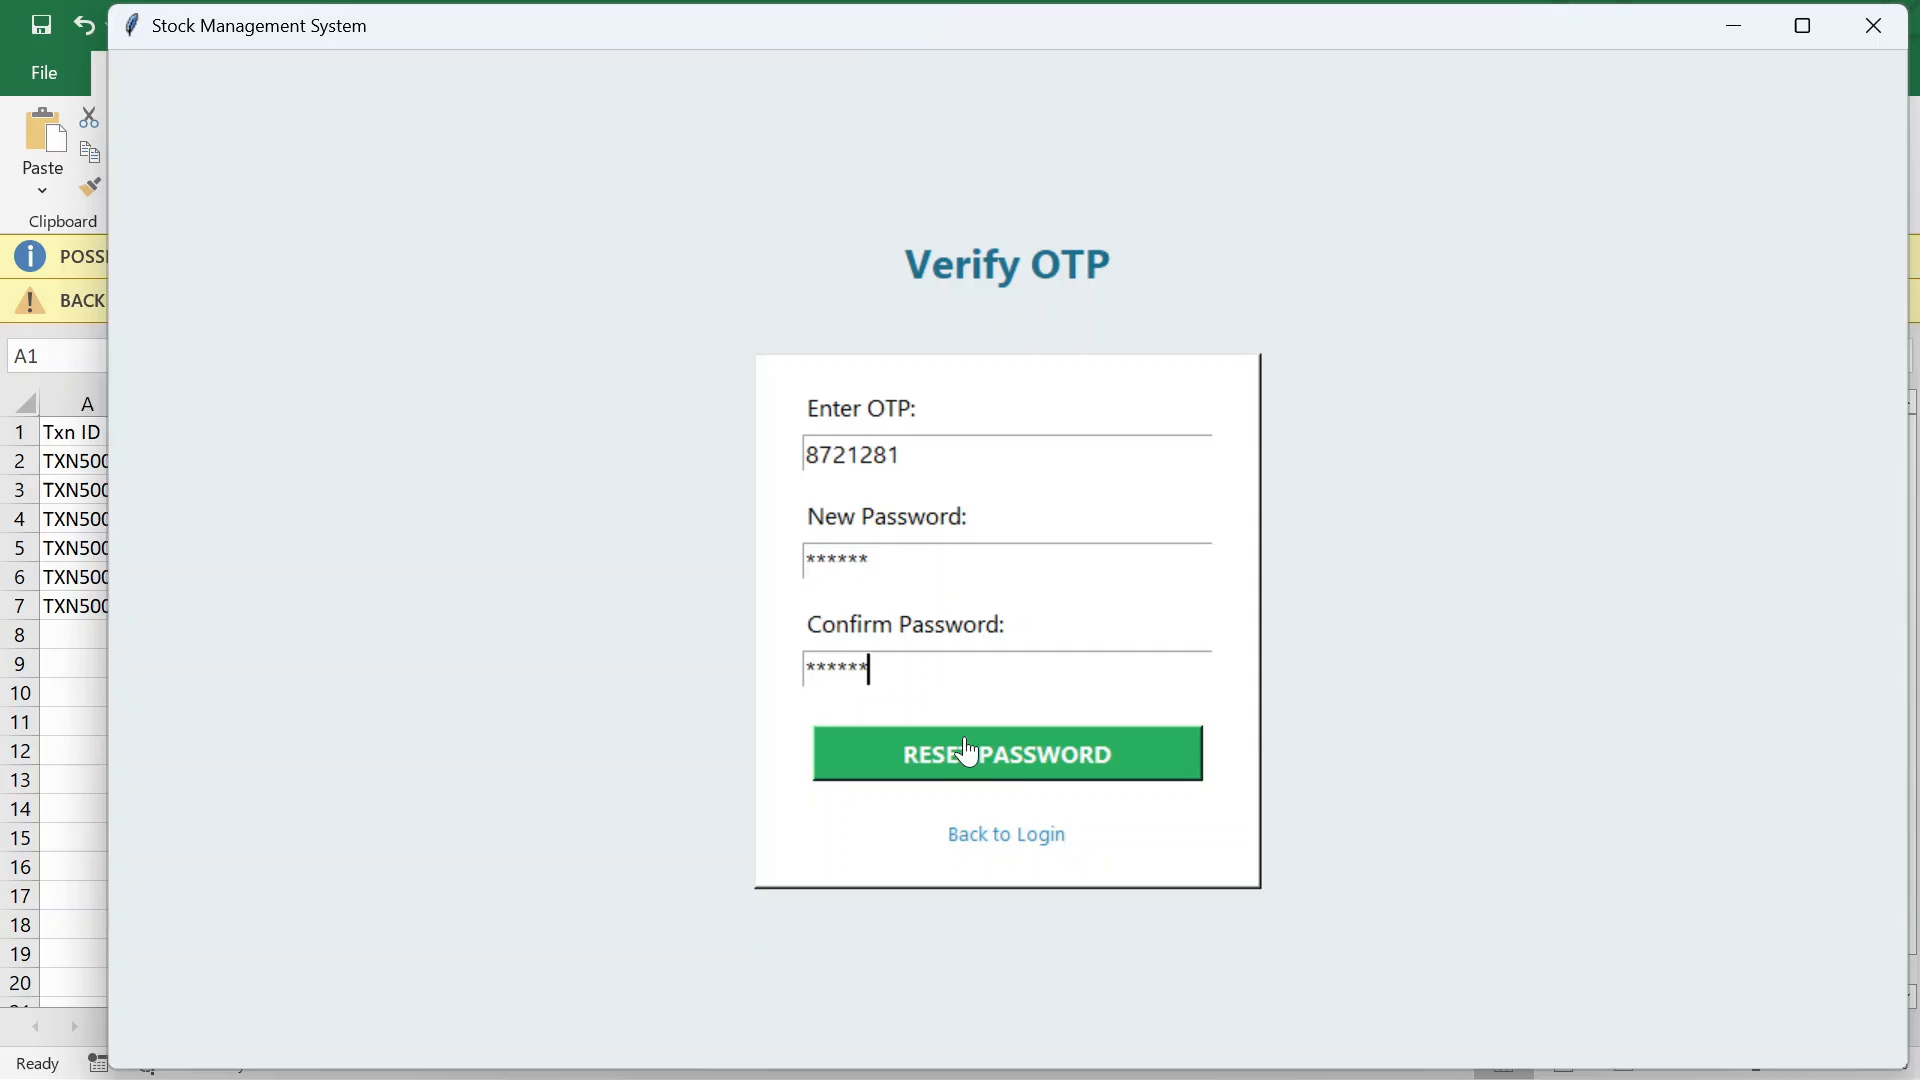 Stock Management System
File
Paste
Clipboard
A1
A
1 Txn ID
2 TXN500
3 TXN500
4 TXN500
5 TXN500
6 TXN500
7 TXN500
8
9
10
11
12
13
14
15
16
17
18
19
20
Ready
BACK
Verify OTP
Enter OTP:
8721281
New Password:
******
Confirm Password:
******
RESET PASSWORD
Back to Login